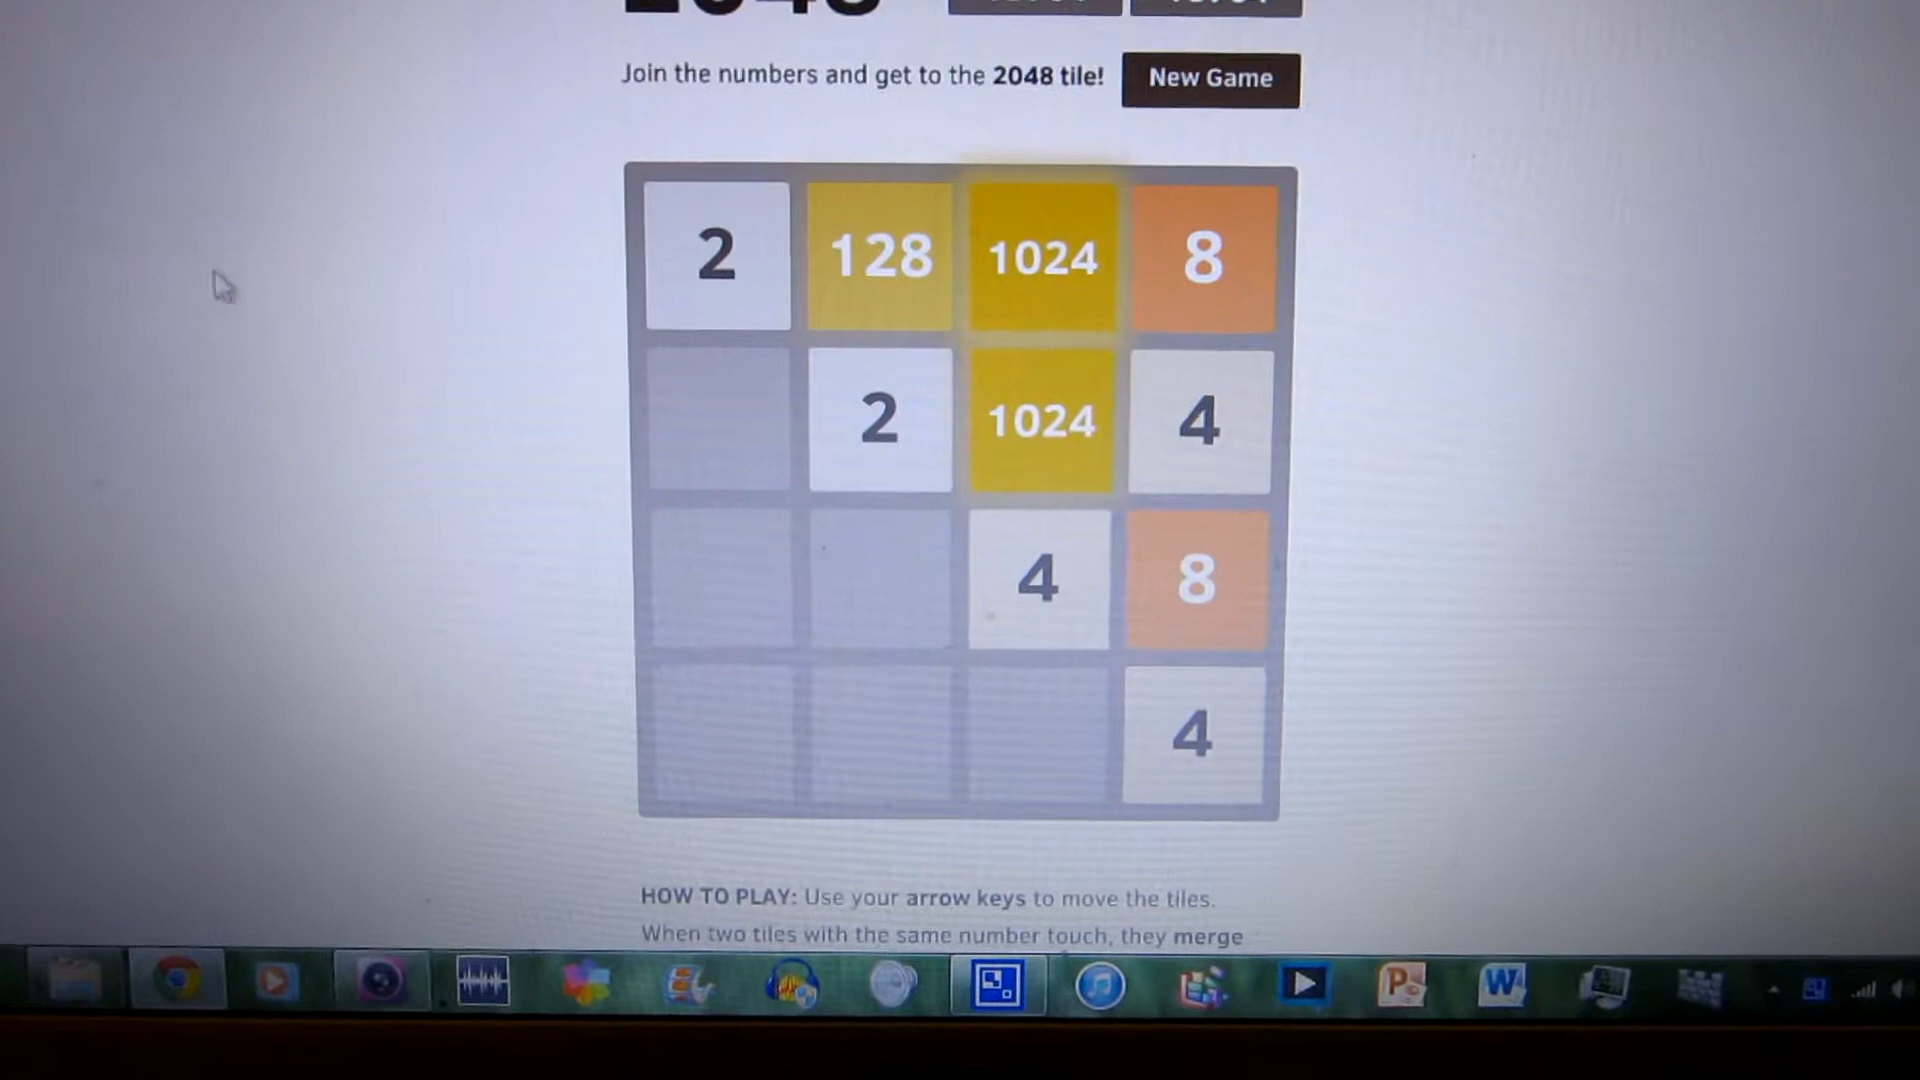 2048
Join the numbers and get to the 2048 tile!
New Game
2 128 1024 8
2 1024 4
4 8
4
HOW TO PLAY: Use your arrow keys to move the tiles.
When two tiles with the same number touch, they merge